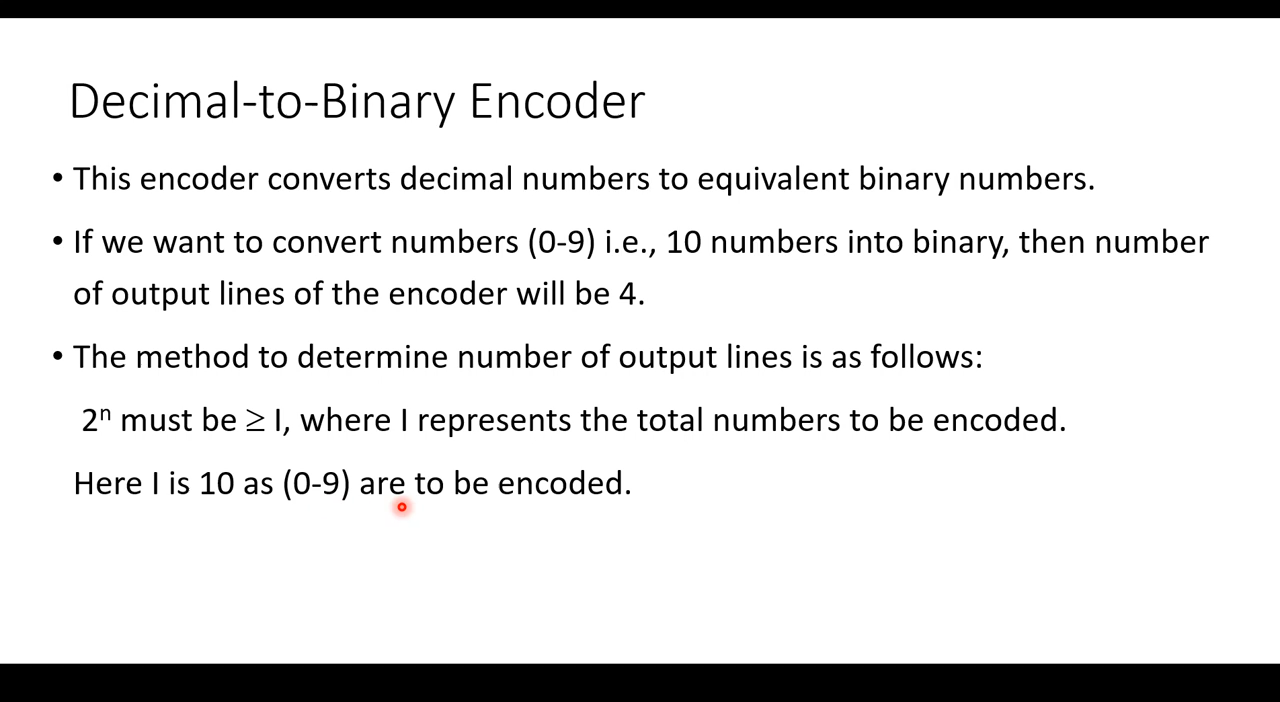 Decimal-to-Binary Encoder
• This encoder converts decimal numbers to equivalent binary numbers.
• If we want to convert numbers (0-9) i.e., 10 numbers into binary, then number
of output lines of the encoder will be 4.
• The method to determine number of output lines is as follows:
2ⁿ must be ≥ I, where I represents the total numbers to be encoded.
Here I is 10 as (0-9) are to be encoded.